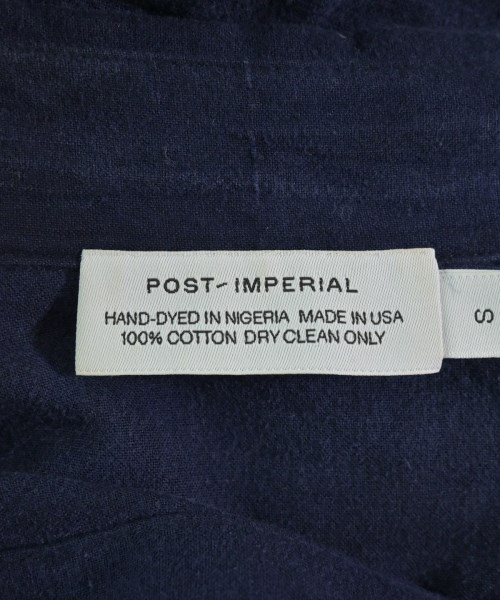 POST-IMPERIAL
HAND-DYED IN NIGERIA MADE IN USA
100% COTTON DRY CLEAN ONLY
S